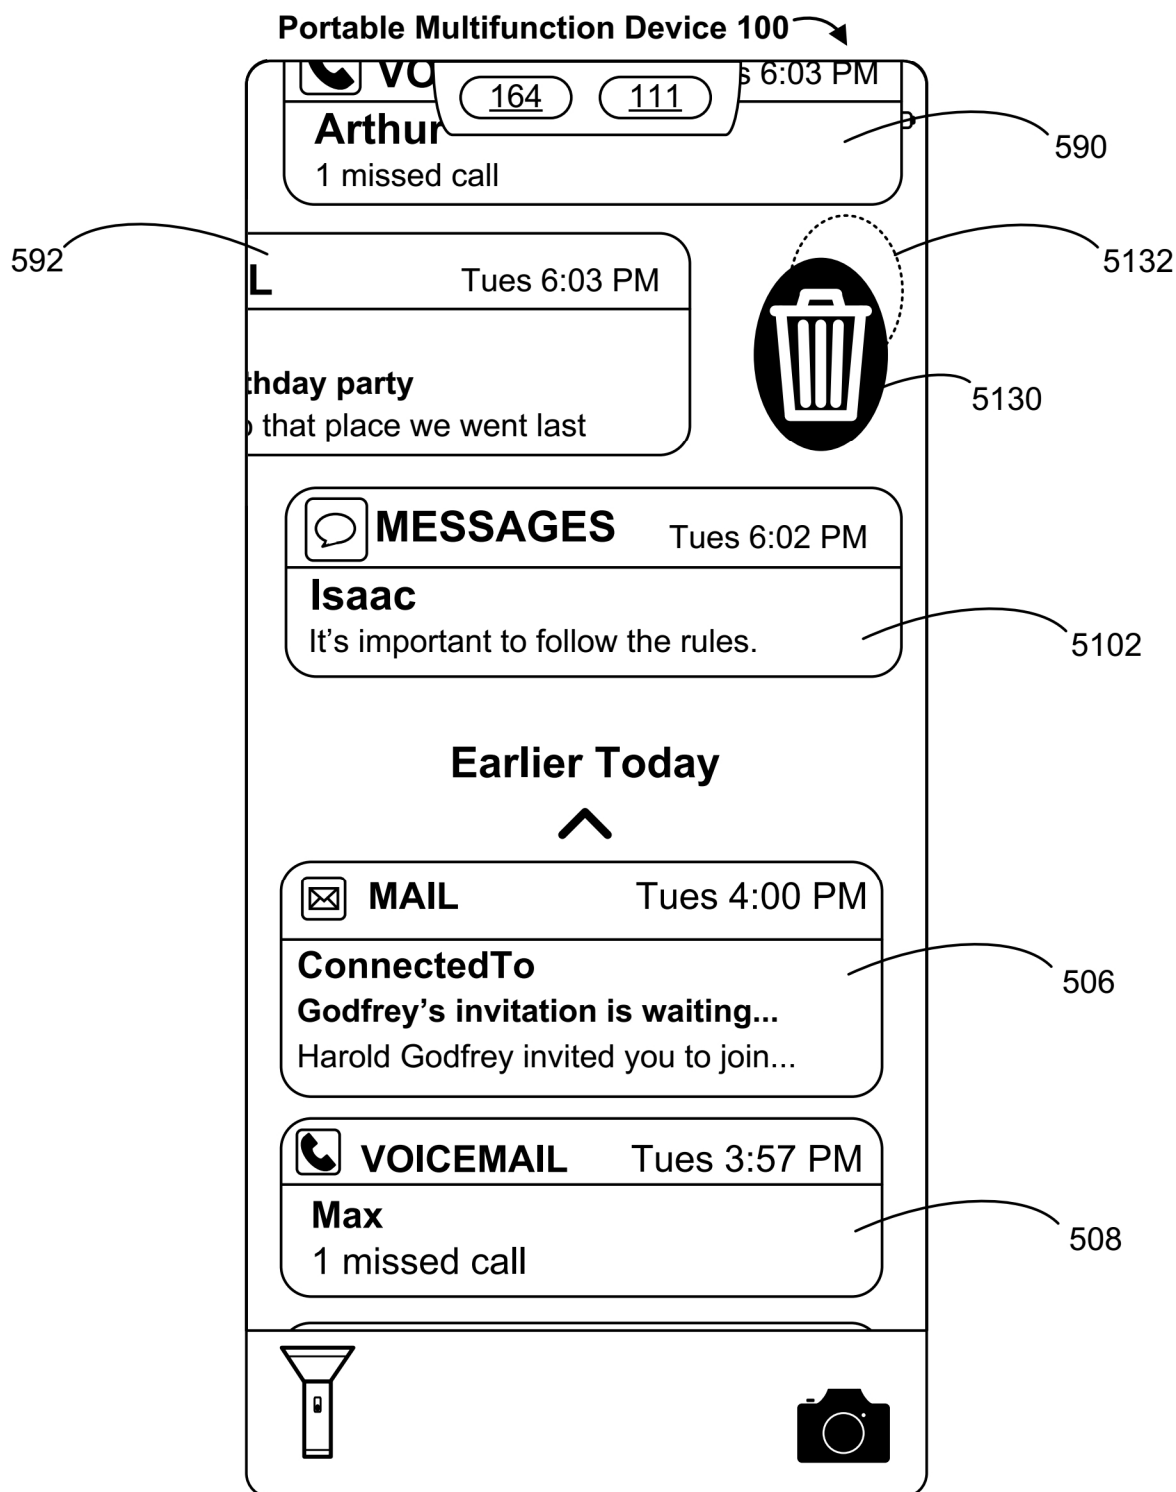 Portable Multifunction Device 100
VO s 6:03 PM
164 111
Arthur
1 missed call
590
592
5132
L Tues 6:03 PM
thday party
that place we went last
5130
MESSAGES Tues 6:02 PM
Isaac
It's important to follow the rules.
5102
Earlier Today
MAIL Tues 4:00 PM
ConnectedTo
506
Godfrey's invitation is waiting...
Harold Godfrey invited you to join...
VOICEMAIL Tues 3:57 PM
Max
508
1 missed call